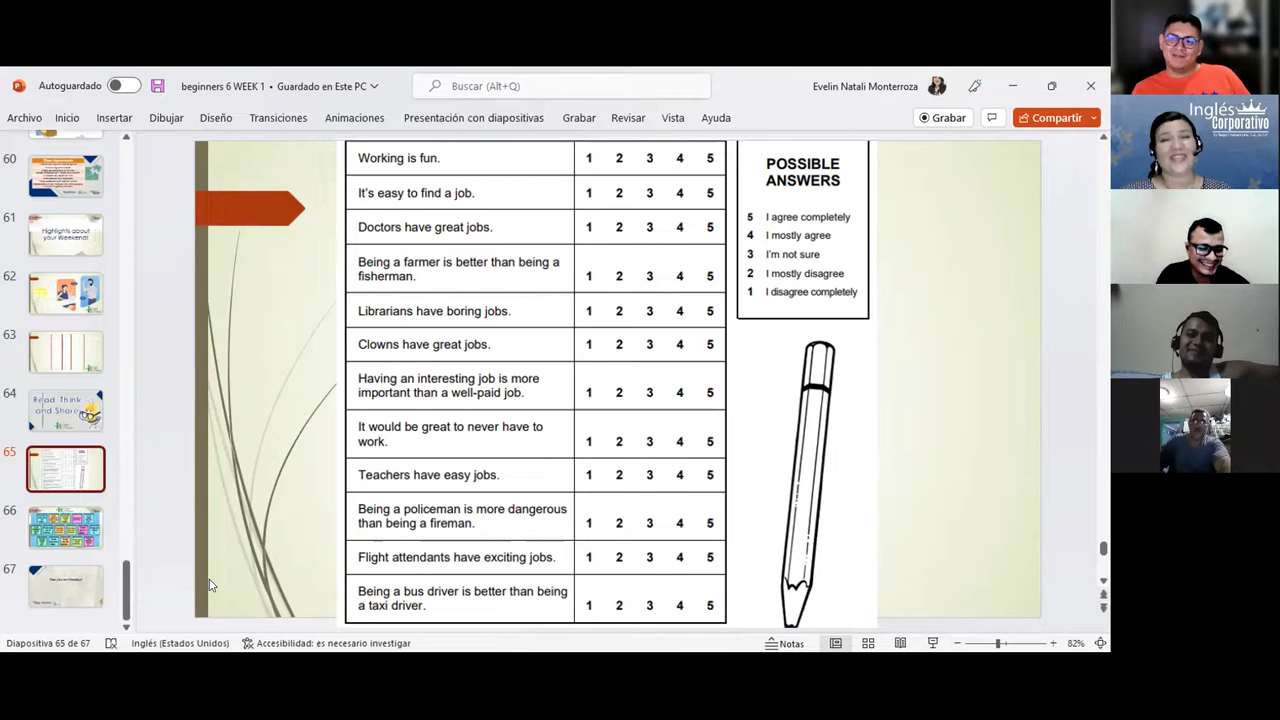 Autoguardado
beginners 6 WEEK 1 • Guardado en Este PC
Buscar (Alt+Q)
Evelin Natali Monterroza
Archivo Inicio Insertar Dibujar Diseño Transiciones Animaciones Presentación con diapositivas Grabar Revisar Vista Ayuda
Grabar
Compartir
60
61
Highlights about
your Weekend!
62
63
64
Read Think
and Share
65
66
67
Working is fun. 1 2 3 4 5
It's easy to find a job. 1 2 3 4 5
Doctors have great jobs. 1 2 3 4 5
Being a farmer is better than being a
fisherman. 1 2 3 4 5
Librarians have boring jobs. 1 2 3 4 5
Clowns have great jobs. 1 2 3 4 5
Having an interesting job is more
important than a well-paid job. 1 2 3 4 5
It would be great to never have to
work. 1 2 3 4 5
Teachers have easy jobs. 1 2 3 4 5
Being a policeman is more dangerous
than being a fireman. 1 2 3 4 5
Flight attendants have exciting jobs. 1 2 3 4 5
Being a bus driver is better than being
a taxi driver. 1 2 3 4 5
POSSIBLE
ANSWERS
5 I agree completely
4 I mostly agree
3 I'm not sure
2 I mostly disagree
1 I disagree completely
Inglés
Corporativo
Diapositiva 65 de 67
Inglés (Estados Unidos)
Accesibilidad: es necesario investigar
Notas
82%